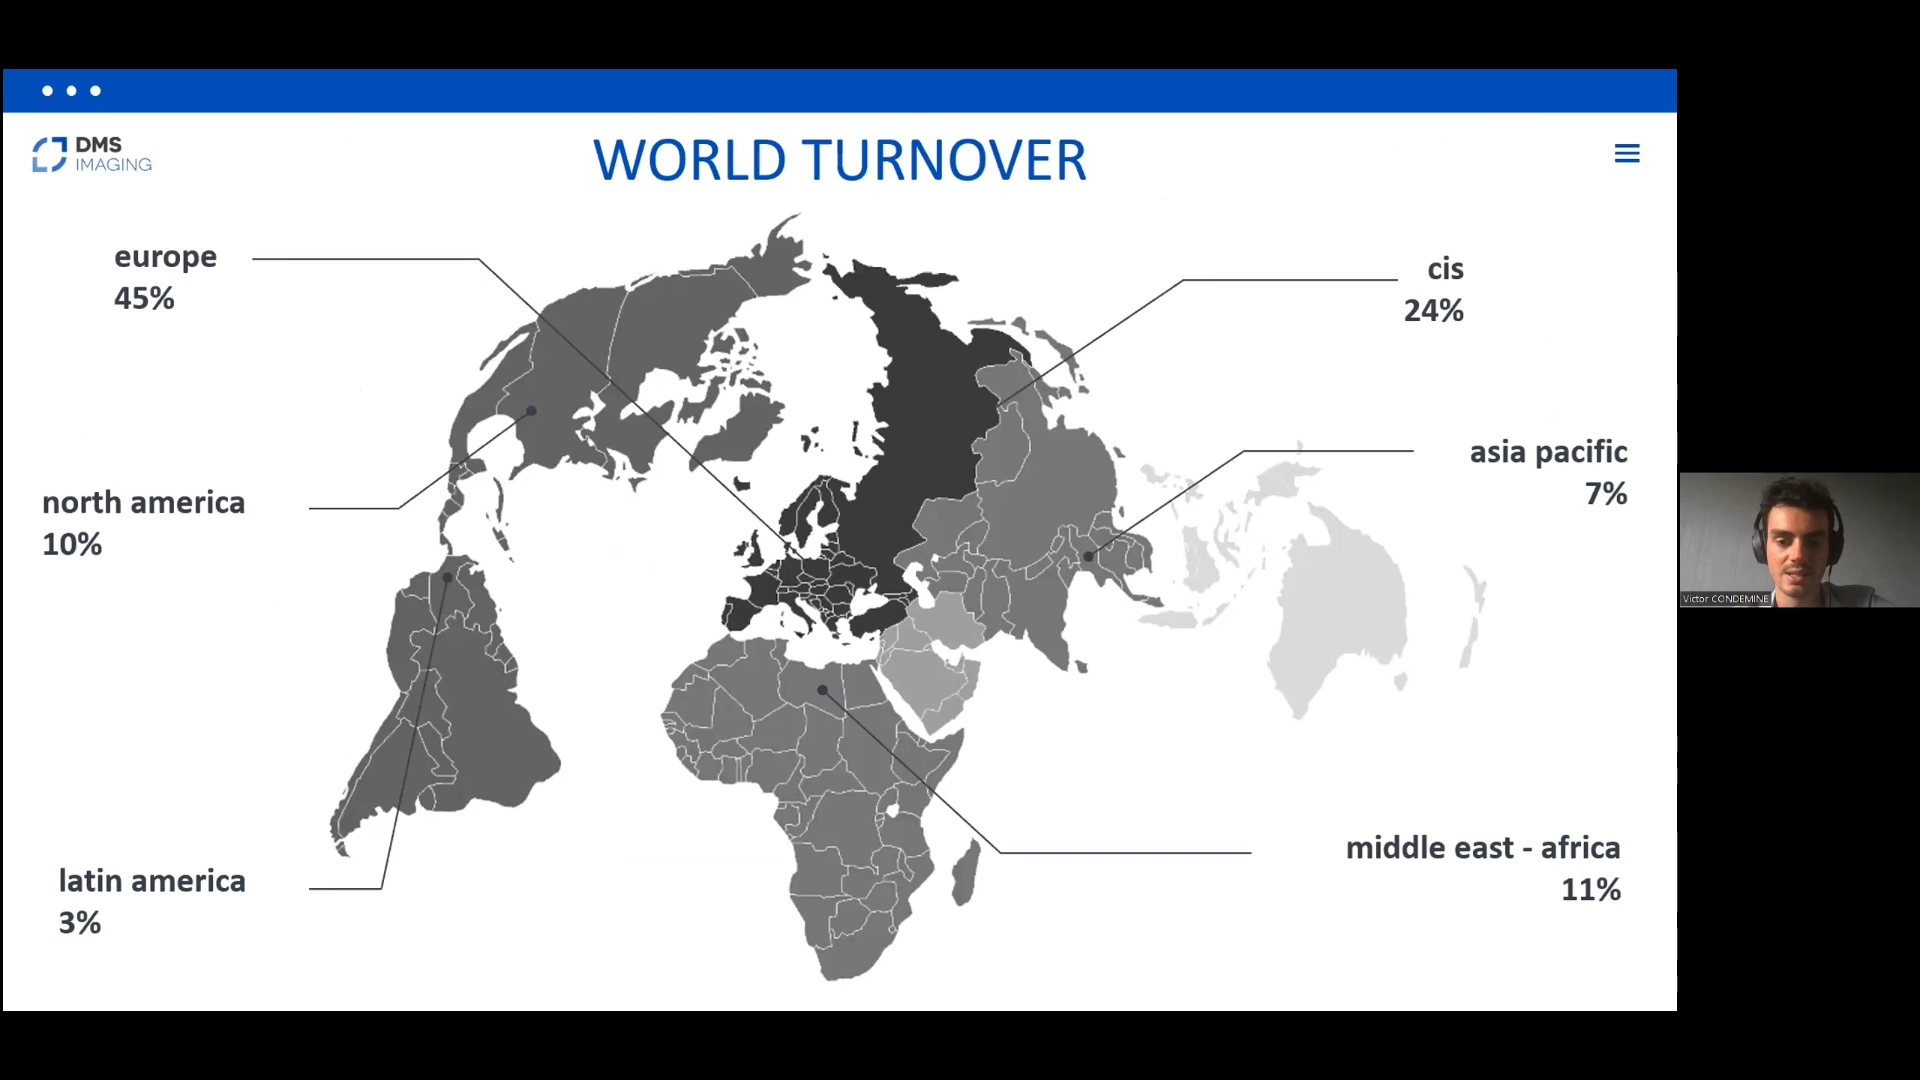 DMS
IMAGING
WORLD TURNOVER
europe
45%
cis
24%
north america
10%
asia pacific
7%
latin america
3%
middle east - africa
11%
Victor CONDEMINE